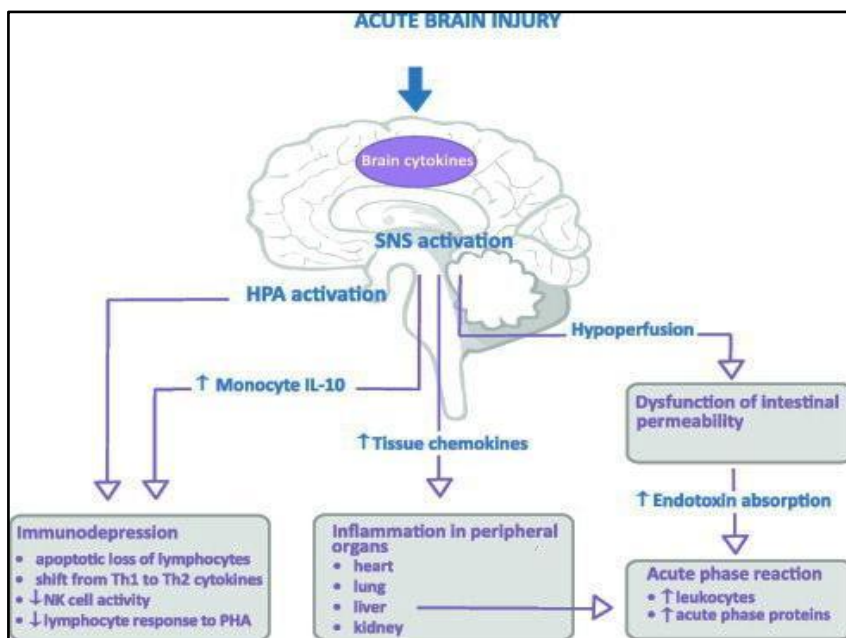 ACUTE BRAIN INJURY
Brain cytokines
SNS activation
HPA activation
Hypoperfusion
↑ Monocyte IL-10
Dysfunction of intestinal
permeability
↑Tissue chemokines
↑ Endotoxin absorption
Immunodepression
• apoptotic loss of lymphocytes
• shift from Th1 to Th2 cytokines
• ↓NK cell activity
• ↓lymphocyte response to PHA
Inflammation in peripheral
organs
• heart
• lung
• liver
• kidney
Acute phase reaction
• ↑leukocytes
• ↑acute phase proteins